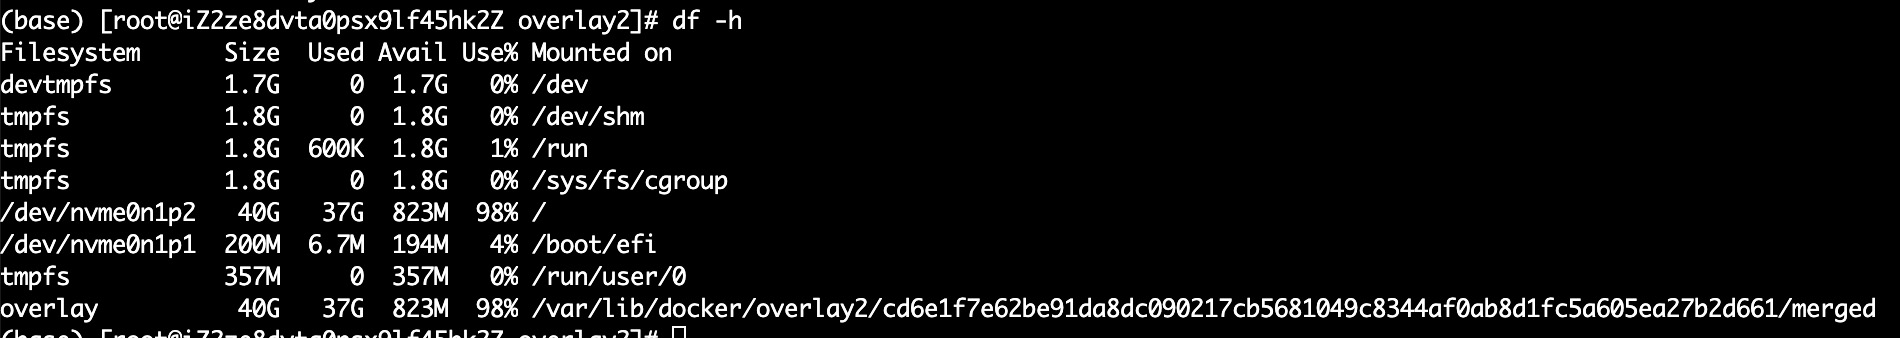 (base) [root@iZ2ze8dvta0psx9lf45hk2Z overlay2]# df -h
Filesystem      Size  Used Avail Use% Mounted on
devtmpfs        1.7G     0  1.7G   0% /dev
tmpfs           1.8G     0  1.8G   0% /dev/shm
tmpfs           1.8G  600K  1.8G   1% /run
tmpfs           1.8G     0  1.8G   0% /sys/fs/cgroup
/dev/nvme0n1p2   40G   37G  823M  98% /
/dev/nvme0n1p1  200M  6.7M  194M   4% /boot/efi
tmpfs           357M     0  357M   0% /run/user/0
overlay          40G   37G  823M  98% /var/lib/docker/overlay2/cd6e1f7e62be91da8dc090217cb5681049c8344af0ab8d1fc5a605ea27b2d661/merged
(base) [root@iZ2ze8dvta0psx9lf45hk2Z overlay2]#